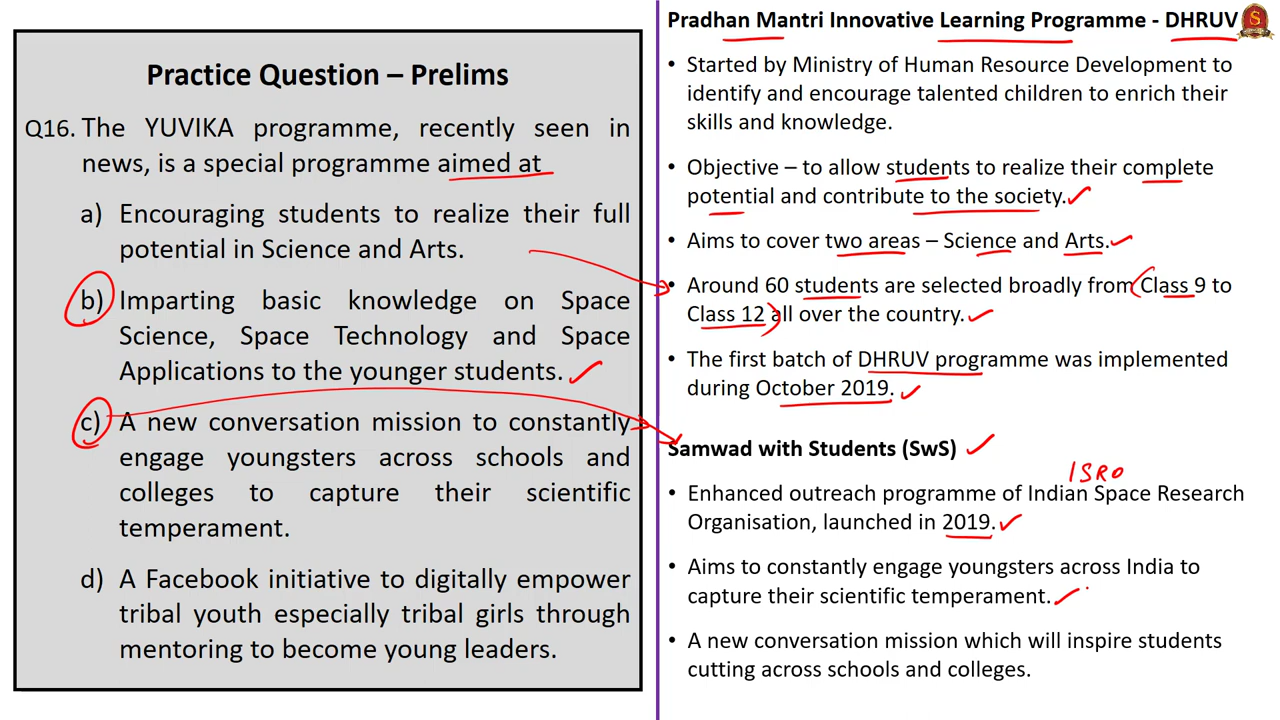 Practice Question – Prelims
Q16. The YUVIKA programme, recently seen in
news, is a special programme aimed at
a) Encouraging students to realize their full
potential in Science and Arts.
b) Imparting basic knowledge on Space
Science, Space Technology and Space
Applications to the younger students.
c) A new conversation mission to constantly
engage youngsters across schools and
colleges to capture their scientific
temperament.
d) A Facebook initiative to digitally empower
tribal youth especially tribal girls through
mentoring to become young leaders.
Pradhan Mantri Innovative Learning Programme - DHRUV
• Started by Ministry of Human Resource Development to
identify and encourage talented children to enrich their
skills and knowledge.
• Objective – to allow students to realize their complete
potential and contribute to the society.
• Aims to cover two areas – Science and Arts.
• Around 60 students are selected broadly from Class 9 to
Class 12 all over the country.
• The first batch of DHRUV programme was implemented
during October 2019.
Samwad with Students (SwS)
ISRO
• Enhanced outreach programme of Indian Space Research
Organisation, launched in 2019.
• Aims to constantly engage youngsters across India to
capture their scientific temperament.
• A new conversation mission which will inspire students
cutting across schools and colleges.